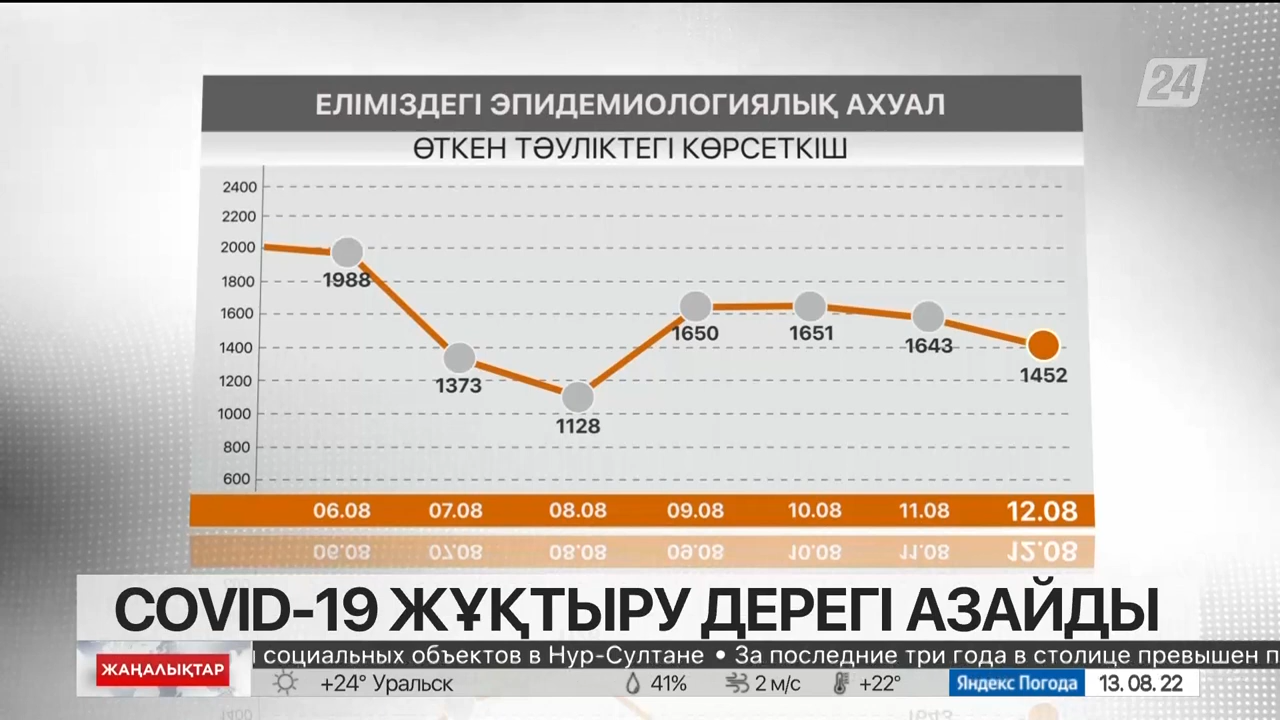 24
ЕЛІМІЗДЕГІ ЭПИДЕМИОЛОГИЯЛЫҚ АХУАЛ
ӨТКЕН ТӘУЛІКТЕГІ КӨРСЕТКІШ
2400
2200
2000
1800
1600
1400
1200
1000
800
600
1988
1373
1128
1650
1651
1643
1452
06.08 07.08 08.08 09.08 10.08 11.08 12.08
COVID-19 ЖҰҚТЫРУ ДЕРЕГІ АЗАЙДЫ
ЖАҢАЛЫҚТАР
социальных объектов в Нур-Султане • За последние три года в столице превышен п
+24° Уральск 41% 2 м/с +22° Яндекс Погода 13. 08. 22